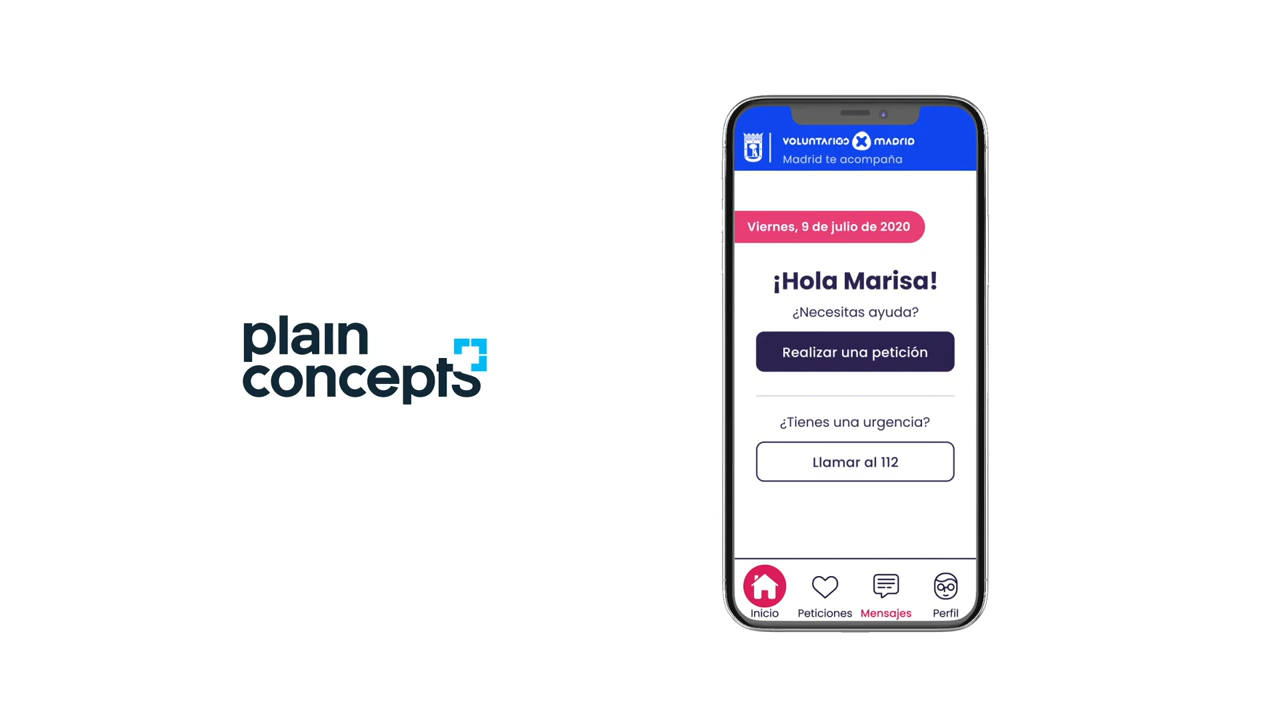 plain
concepts
VOLUNTARIOS X MADRID
Madrid te acompaña
Viernes, 9 de julio de 2020
¡Hola Marisa!
¿Necesitas ayuda?
Realizar una petición
¿Tienes una urgencia?
Llamar al 112
Inicio
Peticiones
Mensajes
Perfil